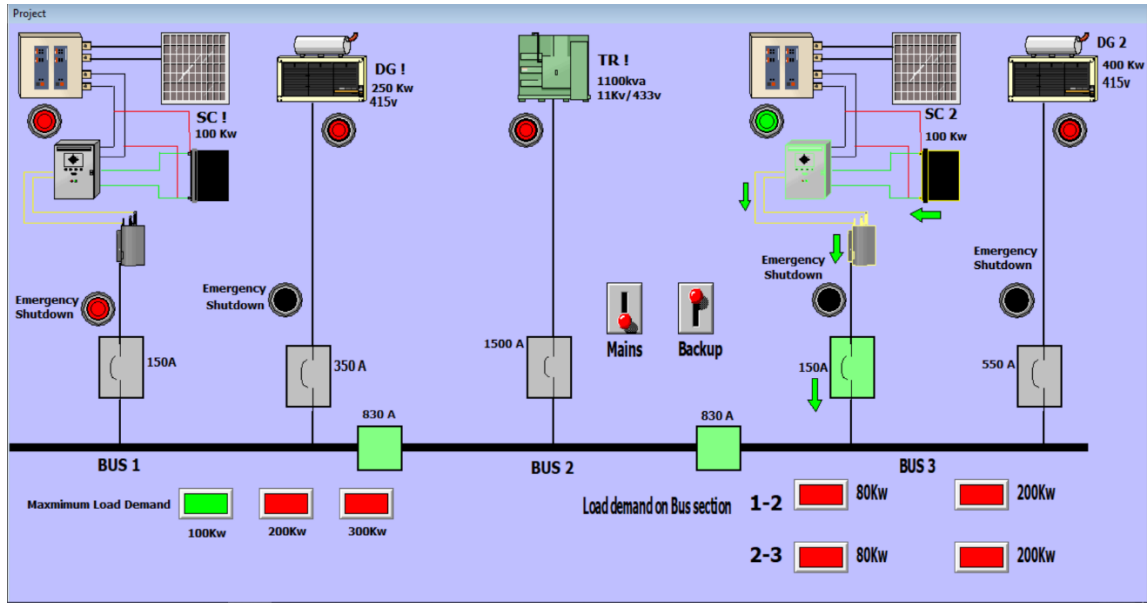 Project
SC !
100 Kw
DG !
250 Kw
415v
TR !
1100kva
11Kv/433v
SC 2
100 Kw
DG 2
400 Kw
415v
Emergency
Shutdown
Emergency
Shutdown
Emergency
Shutdown
Emergency
Shutdown
Mains
Backup
150A
350 A
1500 A
150A
550 A
830 A
830 A
BUS 1
BUS 2
BUS 3
Maxmimum Load Demand
100Kw
200Kw
300Kw
Load demand on Bus section
1-2
80Kw
200Kw
2-3
80Kw
200Kw